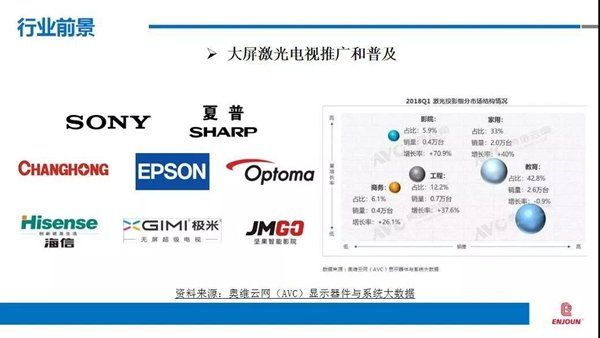 行业前景
➢ 大屏激光电视推广和普及
SONY
夏普
SHARP
CHANGHONG
EPSON
Optoma
Hisense
创新就是生活
海信
XGIMI 极米
无屏超级电视
JMGO
坚果智能影院
2018Q1 激光投影细分市场结构情况
高
量增长率
低
低
销量
高
影院:
占比: 5.9%
销量: 0.4万台
增长率: +70.9%
家用:
占比: 33%
销量: 2.0万台
增长率: +40%
工程:
占比: 12.2%
销量: 0.7万台
增长率: +37.6%
教育:
占比: 42.8%
销量: 2.6万台
增长率: -0.9%
商务:
占比: 6.1%
销量: 0.4万台
增长率: +26.1%
数据来源: 奥维云网（AVC）显示器件与系统大数据
资料来源：奥维云网（AVC）显示器件与系统大数据
ENJOUN